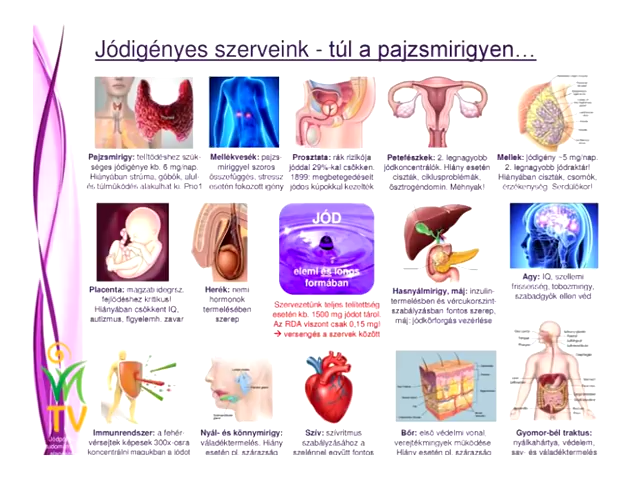 Jódigényes szerveink - túl a pajzsmirigyen…
Pajzsmirigy: telítődéshez szük-
séges jódigénye kb. 6 mg/nap.
Hiányában strúma, göbök, alul-
és túlműködés alakulhat ki.
Mellékvesék: pajzs-
miriggyel szoros
összefüggés, stressz
esetén fokozott igény
Prosztata: rák rizikója
jóddal 29%-kal csökken.
1899: megbetegedéseit
jódos kúpokkal kezelték
Petefészkek: 2. legnagyobb
jódkoncentrálók. Hiány esetén
ciszták, ciklusproblémák,
ösztrogéndomin. Méhnyak!
Mellek: jódigény ~5 mg/nap.
2. legnagyobb jódraktár!
Hiányában ciszták, csomók,
érzékenység. Serdülőkor!
Placenta: magzati idegrsz.
fejlődéshez kritikus!
Hiányában csökkent IQ,
autizmus, figyelemh. zavar
Herék: nemi
hormonok
termelésében
szerep
JÓD
elemi és ionos
formában
Szervezetünk teljes telítettség
esetén kb. 1500 mg jódot tárol.
Az RDA viszont csak 0,15 mg!
→ versengés a szervek között
Hasnyálmirigy, máj: inzulin-
termelésben és vércukorszint-
szabályzásban fontos szerep,
máj: jódkörforgás vezérlése
Agy: IQ, szellemi
frissesség, tobozmirigy,
szabadgyök ellen véd
Immunrendszer: a fehér-
vérsejtek képesek 300x-osra
koncentrálni magukban a jódot
Nyál- és könnymirigy:
váladéktermelés. Hiány
esetén pl. szárazság
Szív: szívritmus
szabályozásához a
szelénnel együtt fontos
Bőr: első védelmi vonal,
verejtékmirigyek működése
Hiány esetén pl. szárazság
Gyomor-bél traktus:
nyálkahártya, védelem,
sav- és váladéktermelés
TV